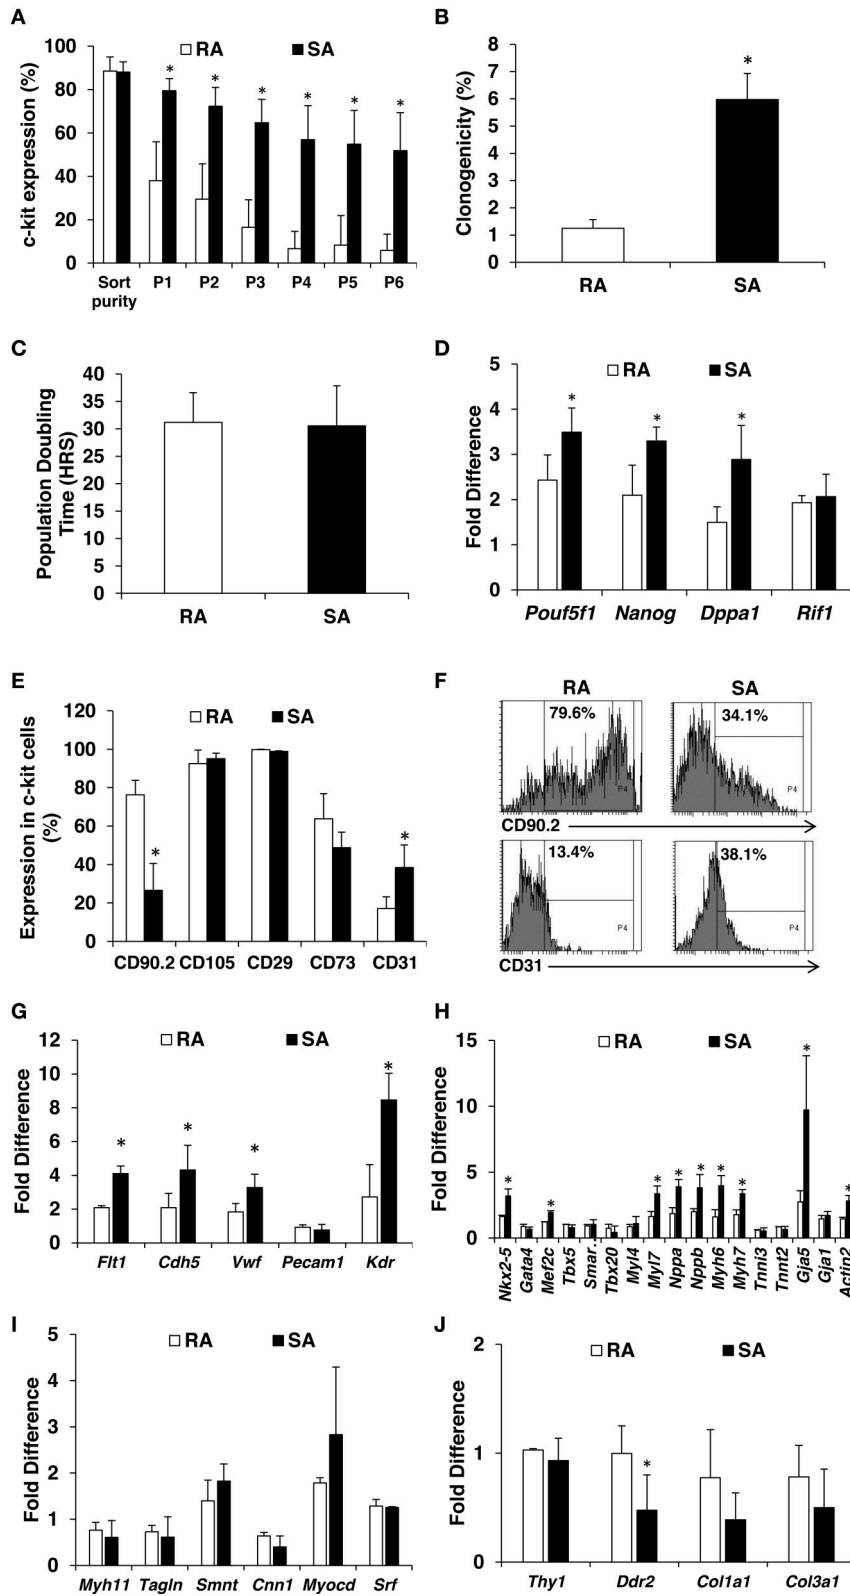 A
RA SA
c-kit expression (%)
100
80
60
40
20
0
* * * * * *
Sort purity P1 P2 P3 P4 P5 P6
B
Clonogenicity (%)
8
7
6
5
4
3
2
1
0
*
RA SA
C
Population Doubling
Time (HRS)
40
35
30
25
20
15
10
5
0
RA SA
D
RA SA
Fold Difference
5
4
3
2
1
0
* * *
Pouf5f1 Nanog Dppa1 Rif1
E
RA SA
Expression in c-kit cells
(%)
120
100
80
60
40
20
0
* *
CD90.2 CD105 CD29 CD73 CD31
F
RA SA
79.6% 34.1%
P4 P4
CD90.2
13.4% 38.1%
P4 P4
CD31
G
RA SA
Fold Difference
12
10
8
6
4
2
0
* * * *
Flt1 Cdh5 Vwf Pecam1 Kdr
H
RA SA
Fold Difference
15
10
5
0
* * * * * * * * *
Nkx2-5 Gata4 Mef2c Tbx5 Smar… Tbx20 Myl4 Myl7 Nppa Nppb Myh6 Myh7 Tnni3 Tnnt2 Gja5 Gja1 Actin2
I
RA SA
Fold Difference
5
4
3
2
1
0
Myh11 Tagln Smnt Cnn1 Myocd Srf
J
RA SA
Fold Difference
2
1
0
*
Thy1 Ddr2 Col1a1 Col3a1